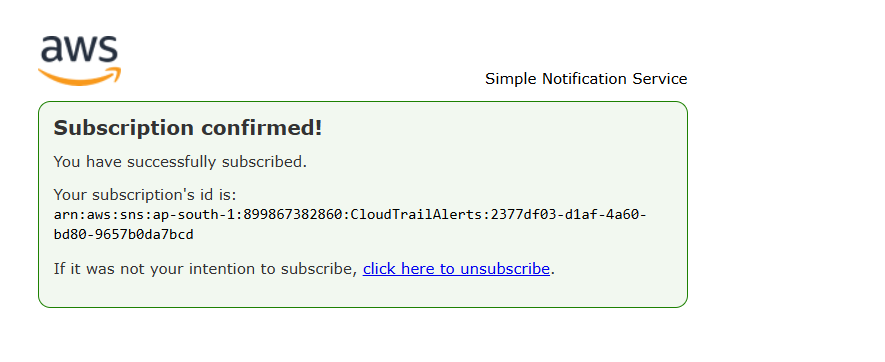 aws
Simple Notification Service
Subscription confirmed!
You have successfully subscribed.
Your subscription's id is:
arn:aws:sns:ap-south-1:899867382860:CloudTrailAlerts:2377df03-d1af-4a60-
bd80-9657b0da7bcd
If it was not your intention to subscribe, click here to unsubscribe.